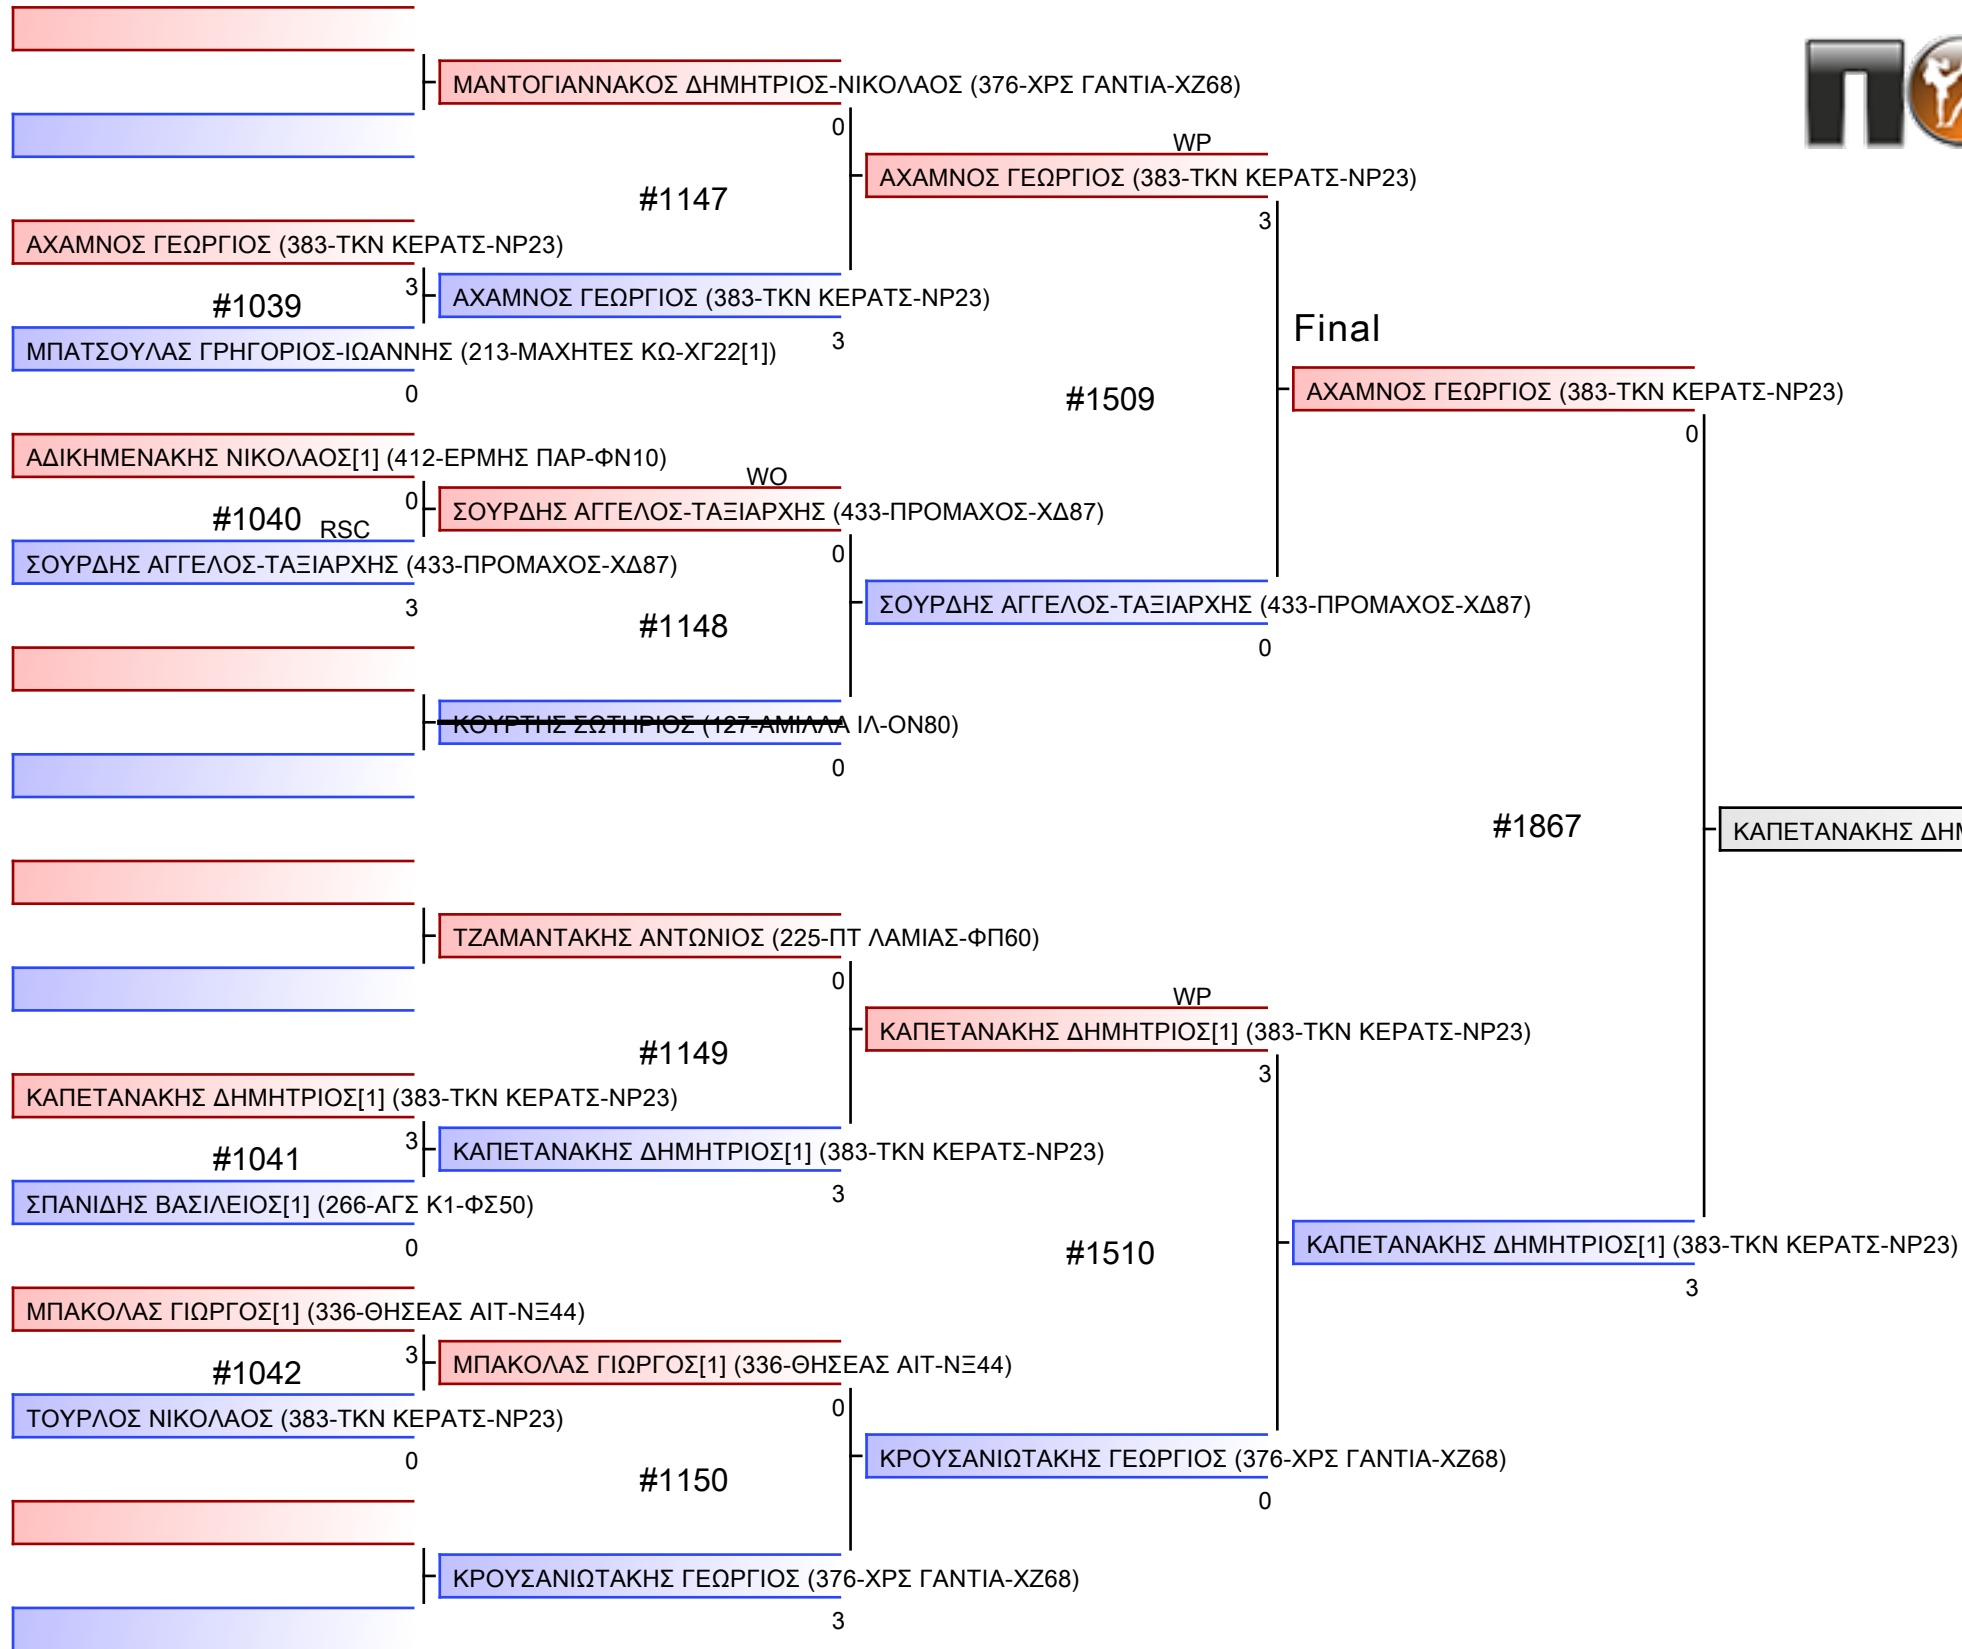 ΜΑΝΤΟΓΙΑΝΝΑΚΟΣ ΔΗΜΗΤΡΙΟΣ-ΝΙΚΟΛΑΟΣ (376-ΧΡΣ ΓΑΝΤΙΑ-ΧΖ68)
0
WP
ΑΧΑΜΝΟΣ ΓΕΩΡΓΙΟΣ (383-ΤΚΝ ΚΕΡΑΤΣ-ΝΡ23)
#1147
3
ΑΧΑΜΝΟΣ ΓΕΩΡΓΙΟΣ (383-ΤΚΝ ΚΕΡΑΤΣ-ΝΡ23)
3
#1039
ΑΧΑΜΝΟΣ ΓΕΩΡΓΙΟΣ (383-ΤΚΝ ΚΕΡΑΤΣ-ΝΡ23)
Final
3
ΜΠΑΤΣΟΥΛΑΣ ΓΡΗΓΟΡΙΟΣ-ΙΩΑΝΝΗΣ (213-ΜΑΧΗΤΕΣ ΚΩ-ΧΓ22[1])
0
#1509
ΑΧΑΜΝΟΣ ΓΕΩΡΓΙΟΣ (383-ΤΚΝ ΚΕΡΑΤΣ-ΝΡ23)
0
ΑΔΙΚΗΜΕΝΑΚΗΣ ΝΙΚΟΛΑΟΣ[1] (412-ΕΡΜΗΣ ΠΑΡ-ΦΝ10)
WO
0
#1040
RSC
ΣΟΥΡΔΗΣ ΑΓΓΕΛΟΣ-ΤΑΞΙΑΡΧΗΣ (433-ΠΡΟΜΑΧΟΣ-ΧΔ87)
0
ΣΟΥΡΔΗΣ ΑΓΓΕΛΟΣ-ΤΑΞΙΑΡΧΗΣ (433-ΠΡΟΜΑΧΟΣ-ΧΔ87)
3
ΣΟΥΡΔΗΣ ΑΓΓΕΛΟΣ-ΤΑΞΙΑΡΧΗΣ (433-ΠΡΟΜΑΧΟΣ-ΧΔ87)
#1148
0
ΚΟΥΡΤΗΣ ΣΩΤΗΡΙΟΣ (127-ΑΜΙΛΛΑ ΙΛ-ΟΝ80)
0
#1867
ΚΑΠΕΤΑΝΑΚΗΣ ΔΗΜ
ΤΖΑΜΑΝΤΑΚΗΣ ΑΝΤΩΝΙΟΣ (225-ΠΤ ΛΑΜΙΑΣ-ΦΠ60)
0
WP
ΚΑΠΕΤΑΝΑΚΗΣ ΔΗΜΗΤΡΙΟΣ[1] (383-ΤΚΝ ΚΕΡΑΤΣ-ΝΡ23)
#1149
3
ΚΑΠΕΤΑΝΑΚΗΣ ΔΗΜΗΤΡΙΟΣ[1] (383-ΤΚΝ ΚΕΡΑΤΣ-ΝΡ23)
3
#1041
ΚΑΠΕΤΑΝΑΚΗΣ ΔΗΜΗΤΡΙΟΣ[1] (383-ΤΚΝ ΚΕΡΑΤΣ-ΝΡ23)
3
ΣΠΑΝΙΔΗΣ ΒΑΣΙΛΕΙΟΣ[1] (266-ΑΓΣ Κ1-ΦΣ50)
0
#1510
ΚΑΠΕΤΑΝΑΚΗΣ ΔΗΜΗΤΡΙΟΣ[1] (383-ΤΚΝ ΚΕΡΑΤΣ-ΝΡ23)
3
ΜΠΑΚΟΛΑΣ ΓΙΩΡΓΟΣ[1] (336-ΘΗΣΕΑΣ ΑΙΤ-ΝΞ44)
3
#1042
ΜΠΑΚΟΛΑΣ ΓΙΩΡΓΟΣ[1] (336-ΘΗΣΕΑΣ ΑΙΤ-ΝΞ44)
0
ΤΟΥΡΛΟΣ ΝΙΚΟΛΑΟΣ (383-ΤΚΝ ΚΕΡΑΤΣ-ΝΡ23)
0
ΚΡΟΥΣΑΝΙΩΤΑΚΗΣ ΓΕΩΡΓΙΟΣ (376-ΧΡΣ ΓΑΝΤΙΑ-ΧΖ68)
#1150
0
ΚΡΟΥΣΑΝΙΩΤΑΚΗΣ ΓΕΩΡΓΙΟΣ (376-ΧΡΣ ΓΑΝΤΙΑ-ΧΖ68)
3